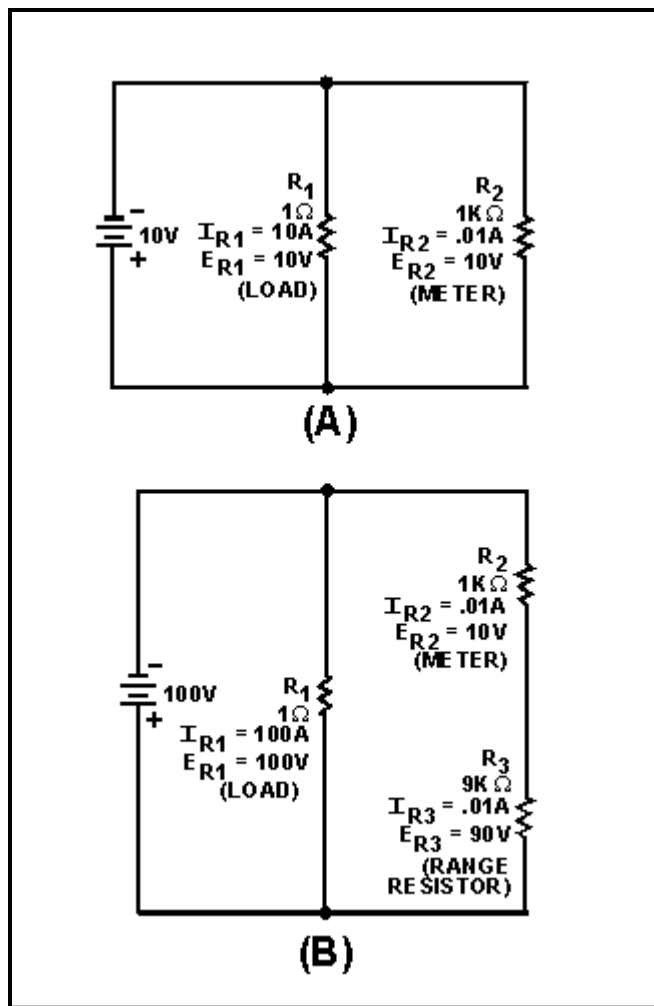 R1
1Ω
IR1 = 10A
ER1 = 10V
(LOAD)
R2
1KΩ
IR2 = .01A
ER2 = 10V
(METER)
-
10V
+
(A)
R2
1KΩ
IR2 = .01A
ER2 = 10V
(METER)
-
100V
+
R1
1Ω
IR1 = 100A
ER1 = 100V
(LOAD)
R3
9KΩ
IR3 = .01A
ER3 = 90V
(RANGE
RESISTOR)
(B)